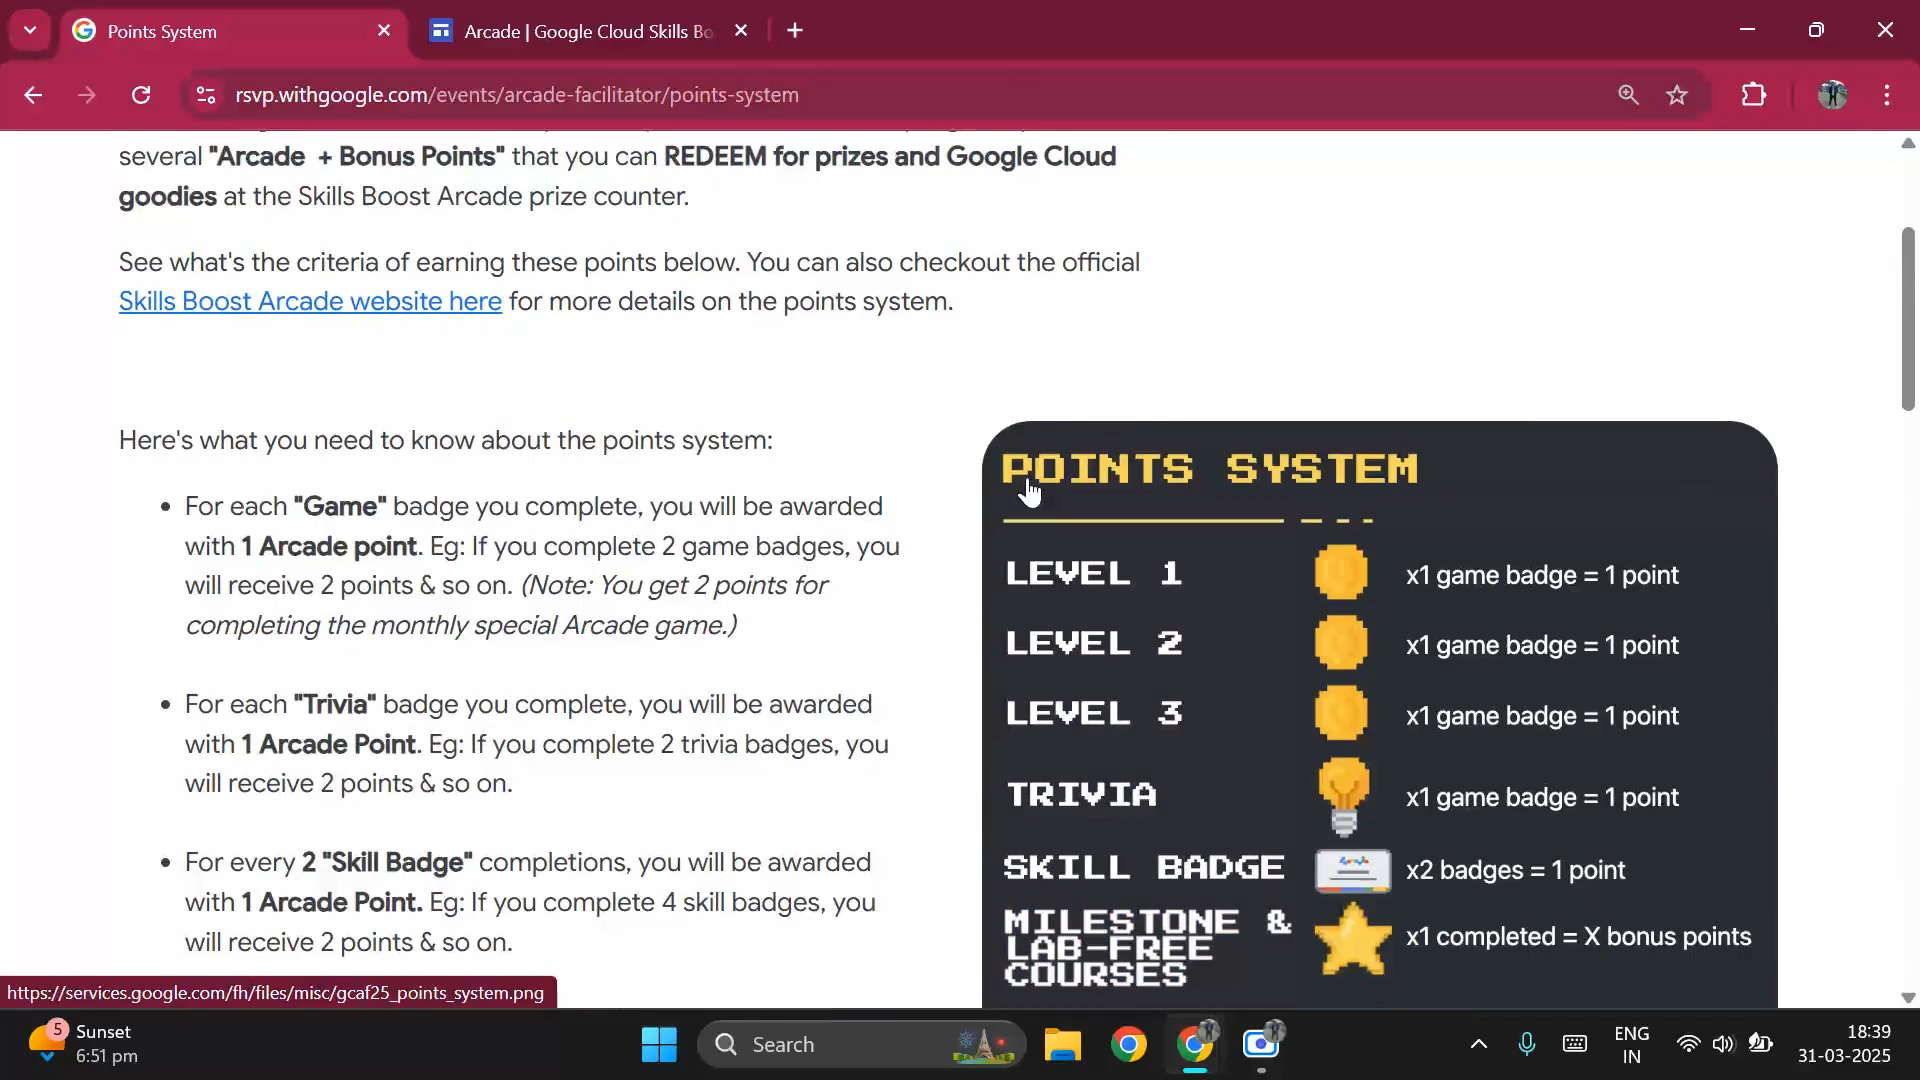 Points System
Arcade | Google Cloud Skills Bo
rsvp.withgoogle.com/events/arcade-facilitator/points-system
several "Arcade + Bonus Points" that you can REDEEM for prizes and Google Cloud
goodies at the Skills Boost Arcade prize counter.
See what's the criteria of earning these points below. You can also checkout the official
Skills Boost Arcade website here for more details on the points system.
Here's what you need to know about the points system:
• For each "Game" badge you complete, you will be awarded
with 1 Arcade point. Eg: If you complete 2 game badges, you
will receive 2 points & so on. (Note: You get 2 points for
completing the monthly special Arcade game.)
• For each "Trivia" badge you complete, you will be awarded
with 1 Arcade Point. Eg: If you complete 2 trivia badges, you
will receive 2 points & so on.
• For every 2 "Skill Badge" completions, you will be awarded
with 1 Arcade Point. Eg: If you complete 4 skill badges, you
will receive 2 points & so on.
POINTS SYSTEM
LEVEL 1 x1 game badge = 1 point
LEVEL 2 x1 game badge = 1 point
LEVEL 3 x1 game badge = 1 point
TRIVIA x1 game badge = 1 point
SKILL BADGE x2 badges = 1 point
MILESTONE &
LAB-FREE
COURSES
x1 completed = X bonus points
https://services.google.com/fh/files/misc/gcaf25_points_system.png
5
Sunset
6:51 pm
Search
ENG
IN
18:39
31-03-2025